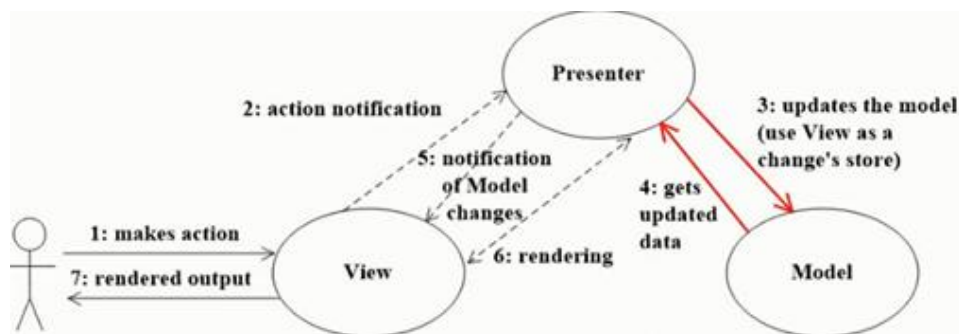 Presenter
2: action notification
3: updates the model
(use View as a
change's store)
5: notification
of Model
changes
4: gets
updated
data
1: makes action
6: rendering
View
Model
7: rendered output